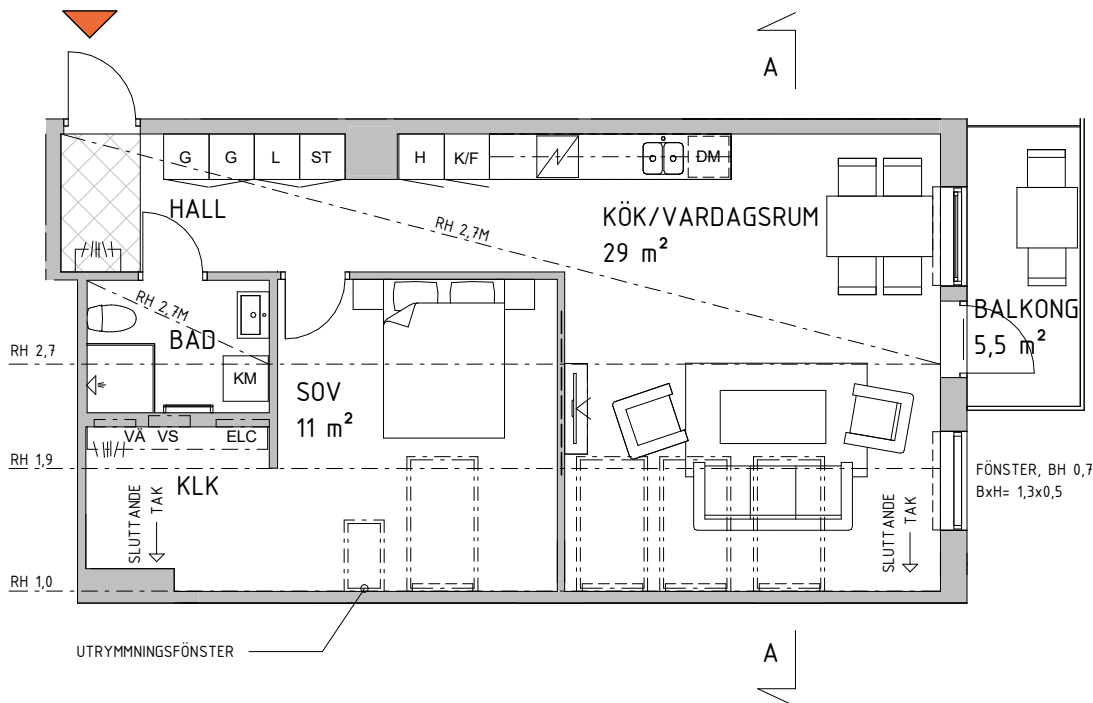 A
G
G
L
ST
H
K/F
DM
HALL
RH 2,7M
KÖK/VARDAGSRUM
29 m²
RH 2,7M
BAD
BALKONG
5,5 m²
RH 2,7
KM
SOV
11 m²
VÄ
VS
ELC
RH 1,9
KLK
FÖNSTER, BH 0,7
BxH= 1,3x0,5
SLUTTANDE
TAK
SLUTTANDE
TAK
RH 1,0
UTRYMMNINGSFÖNSTER
A